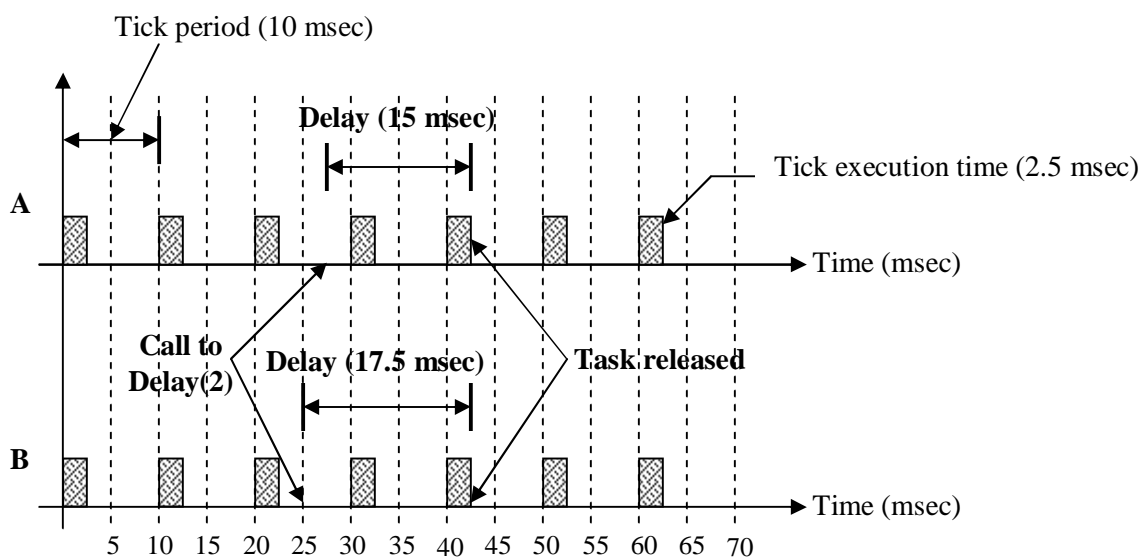 Tick period (10 msec)
Delay (15 msec)
Tick execution time (2.5 msec)
A
Time (msec)
Call to
Delay(2)
Delay (17.5 msec)
Task released
B
Time (msec)
5 10 15 20 25 30 35 40 45 50 55 60 65 70